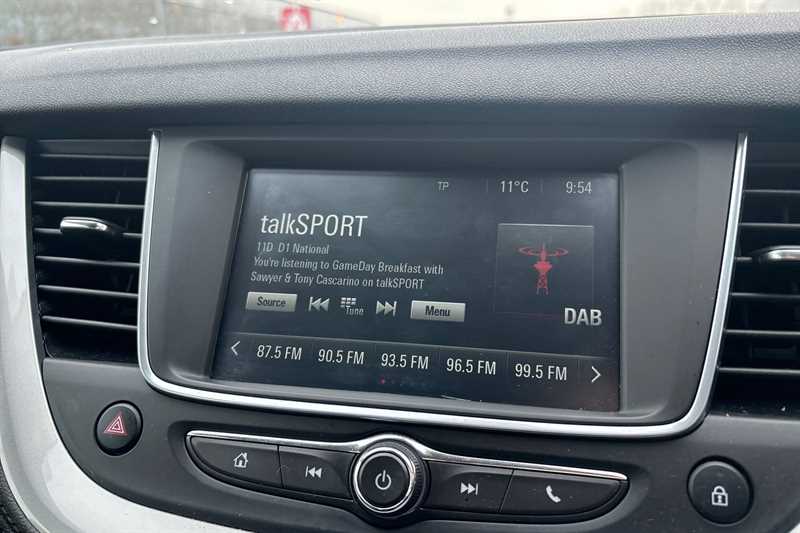 TP 11°C 9:54
talkSPORT
11D D1 National
You're listening to GameDay Breakfast with
Sawyer & Tony Cascarino on talkSPORT
Source Tune Menu
DAB
87.5 FM 90.5 FM 93.5 FM 96.5 FM 99.5 FM